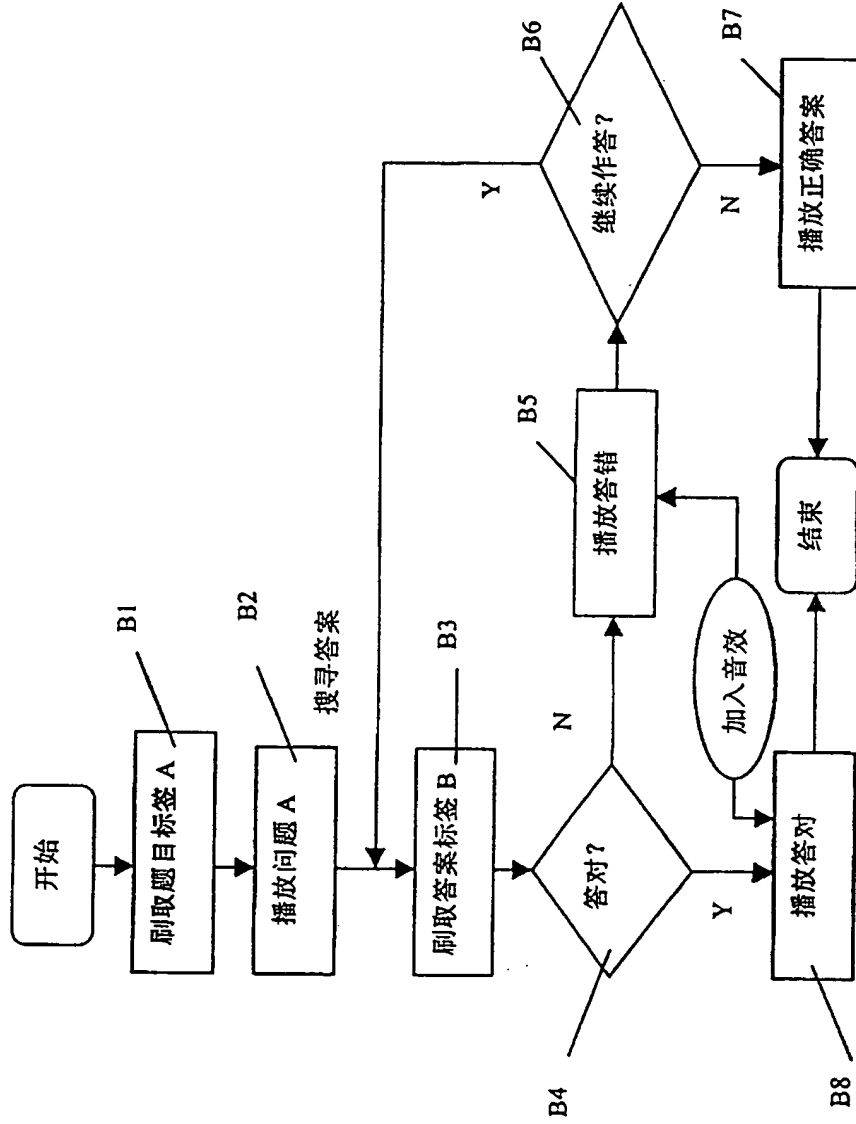 开始
B1
刷取题目标签 A
B2
播放问题 A
搜寻答案
B3
刷取答案标签 B
B4
答对？
N
Y
B5
播放答错
B6
继续作答？
Y
N
B7
播放正确答案
加入音效
B8
播放答对
结束